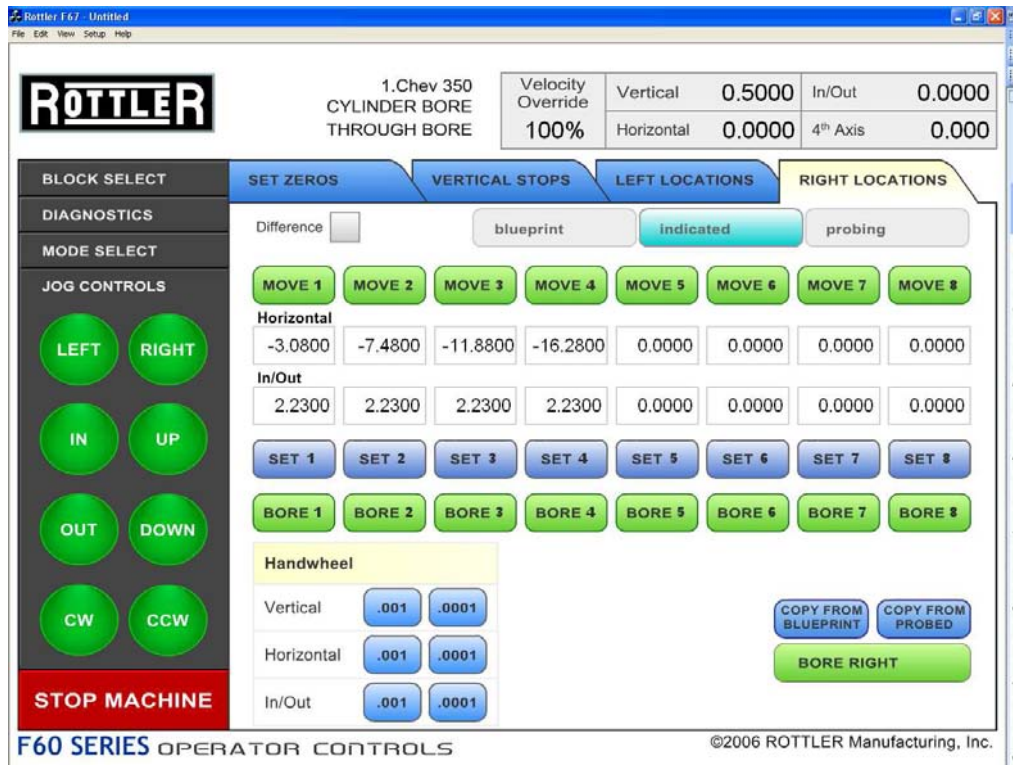 Rottler F67 - Untitled
File Edit View Setup Help
ROTTLER
1.Chev 350
CYLINDER BORE
THROUGH BORE
Velocity Override 100%
Vertical 0.5000 In/Out 0.0000
Horizontal 0.0000 4th Axis 0.000
BLOCK SELECT
DIAGNOSTICS
MODE SELECT
JOG CONTROLS
LEFT RIGHT
IN UP
OUT DOWN
CW CCW
STOP MACHINE
SET ZEROS VERTICAL STOPS LEFT LOCATIONS RIGHT LOCATIONS
Difference blueprint indicated probing
MOVE 1 MOVE 2 MOVE 3 MOVE 4 MOVE 5 MOVE 6 MOVE 7 MOVE 8
Horizontal
-3.0800 -7.4800 -11.8800 -16.2800 0.0000 0.0000 0.0000 0.0000
In/Out
2.2300 2.2300 2.2300 2.2300 0.0000 0.0000 0.0000 0.0000
SET 1 SET 2 SET 3 SET 4 SET 5 SET 6 SET 7 SET 8
BORE 1 BORE 2 BORE 3 BORE 4 BORE 5 BORE 6 BORE 7 BORE 8
Handwheel
Vertical .001 .0001
Horizontal .001 .0001
In/Out .001 .0001
COPY FROM BLUEPRINT COPY FROM PROBED
BORE RIGHT
F60 SERIES OPERATOR CONTROLS
©2006 ROTTLER Manufacturing, Inc.